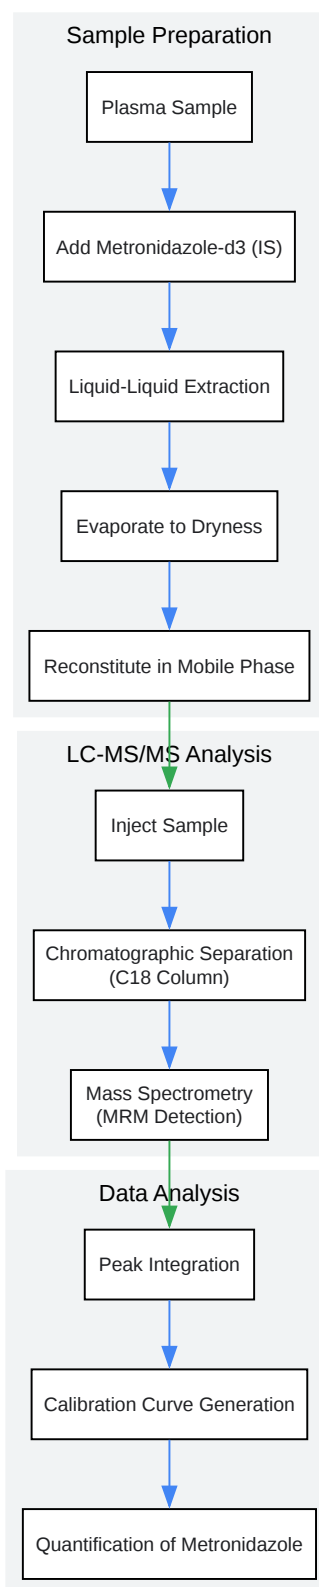 Sample Preparation
Plasma Sample
Add Metronidazole-d3 (IS)
Liquid-Liquid Extraction
Evaporate to Dryness
Reconstitute in Mobile Phase
LC-MS/MS Analysis
Inject Sample
Chromatographic Separation
(C18 Column)
Mass Spectrometry
(MRM Detection)
Data Analysis
Peak Integration
Calibration Curve Generation
Quantification of Metronidazole